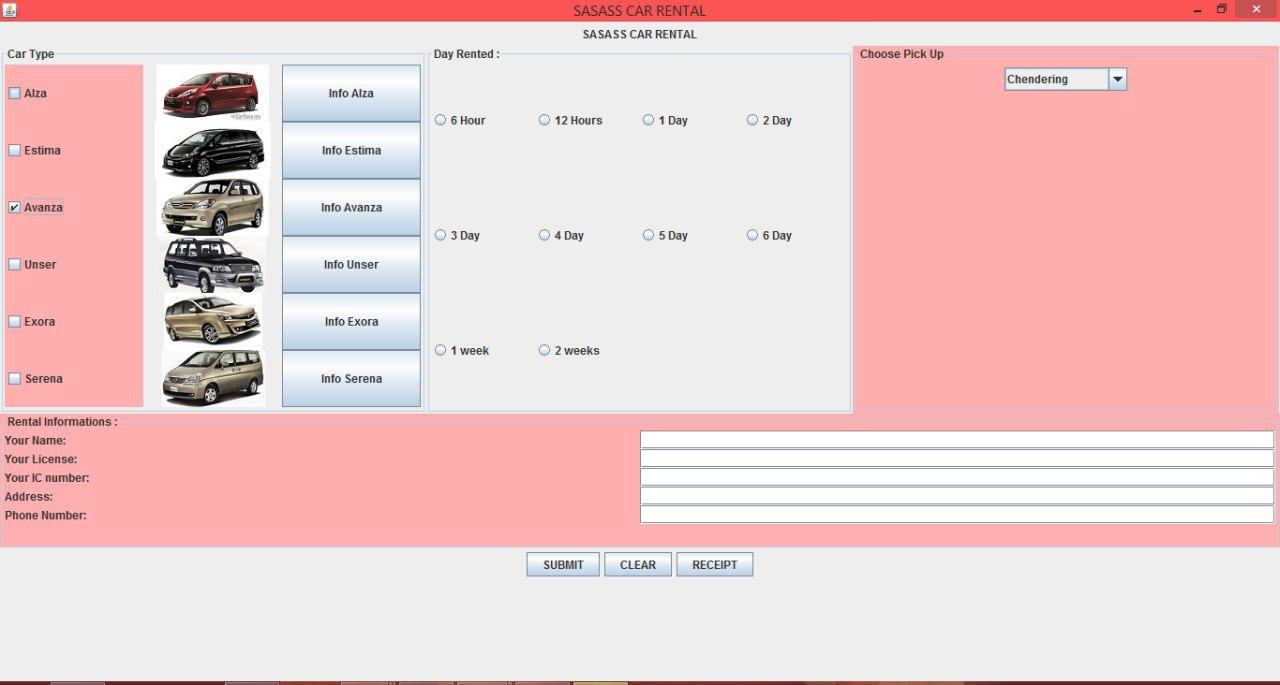 SASASS CAR RENTAL
SASASS CAR RENTAL
Car Type
Alza
Info Alza
Estima
Info Estima
Avanza
Info Avanza
Unser
Info Unser
Exora
Info Exora
Serena
Info Serena
Day Rented :
6 Hour 12 Hours 1 Day 2 Day
3 Day 4 Day 5 Day 6 Day
1 week 2 weeks
Choose Pick Up
Chendering
Rental Informations :
Your Name:
Your License:
Your IC number:
Address:
Phone Number:
SUBMIT CLEAR RECEIPT